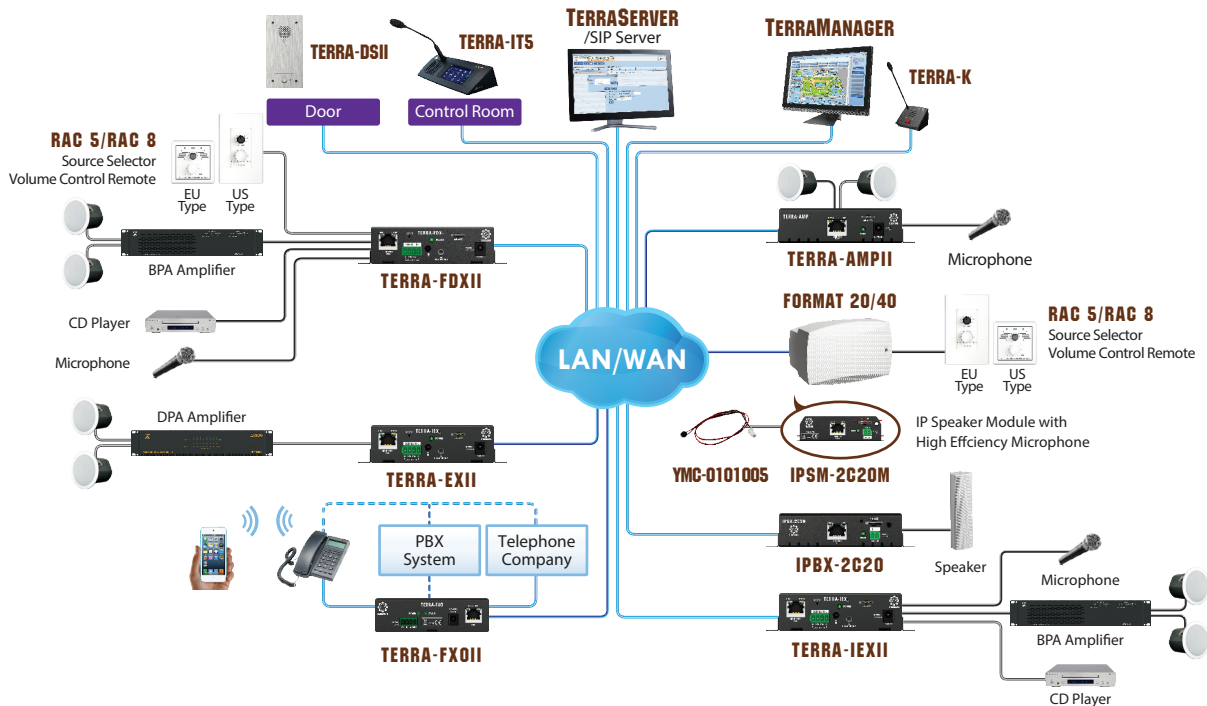 TERRA-DSII
TERRA-IT5
TERRASERVER
/SIP Server
TERRAMANAGER
TERRA-K
Door
Control Room
RAC 5/RAC 8
Source Selector
Volume Control Remote
EU
Type
US
Type
BPA Amplifier
TERRA-FDXII
CD Player
Microphone
DPA Amplifier
TERRA-EXII
PBX
System
Telephone
Company
TERRA-FXOII
LAN/WAN
TERRA-AMP
TERRA-AMPII
Microphone
FORMAT 20/40
RAC 5/RAC 8
Source Selector
Volume Control Remote
EU
Type
US
Type
IP Speaker Module with
High Effciency Microphone
YMC-0101005
IPSM-2C20M
IPBX-2C20
IPBX-2C20
Speaker
Microphone
TERRA-IEXII
BPA Amplifier
CD Player